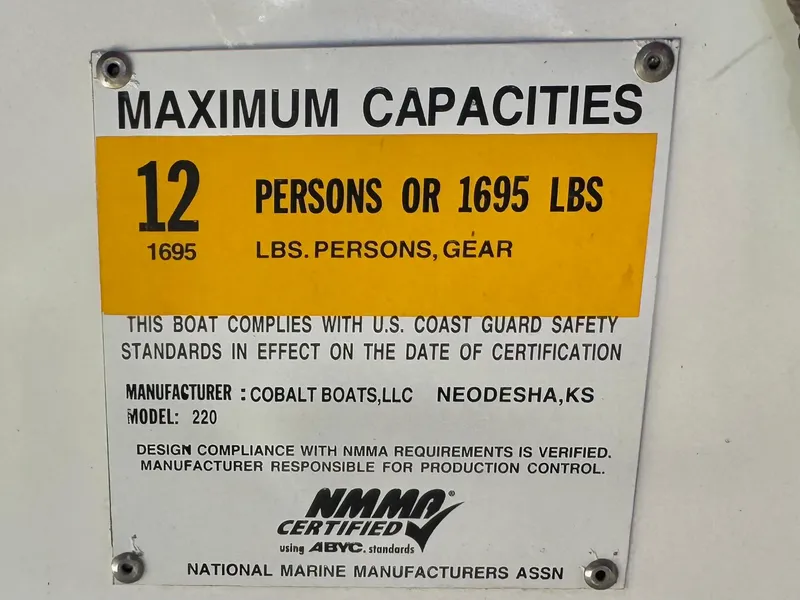 MAXIMUM CAPACITIES
12 PERSONS OR 1695 LBS
1695 LBS. PERSONS, GEAR
THIS BOAT COMPLIES WITH U.S. COAST GUARD SAFETY
STANDARDS IN EFFECT ON THE DATE OF CERTIFICATION
MANUFACTURER : COBALT BOATS,LLC NEODESHA,KS
MODEL: 220
DESIGN COMPLIANCE WITH NMMA REQUIREMENTS IS VERIFIED.
MANUFACTURER RESPONSIBLE FOR PRODUCTION CONTROL.
NMMA®
CERTIFIED
using ABYC. standards
NATIONAL MARINE MANUFACTURERS ASSN